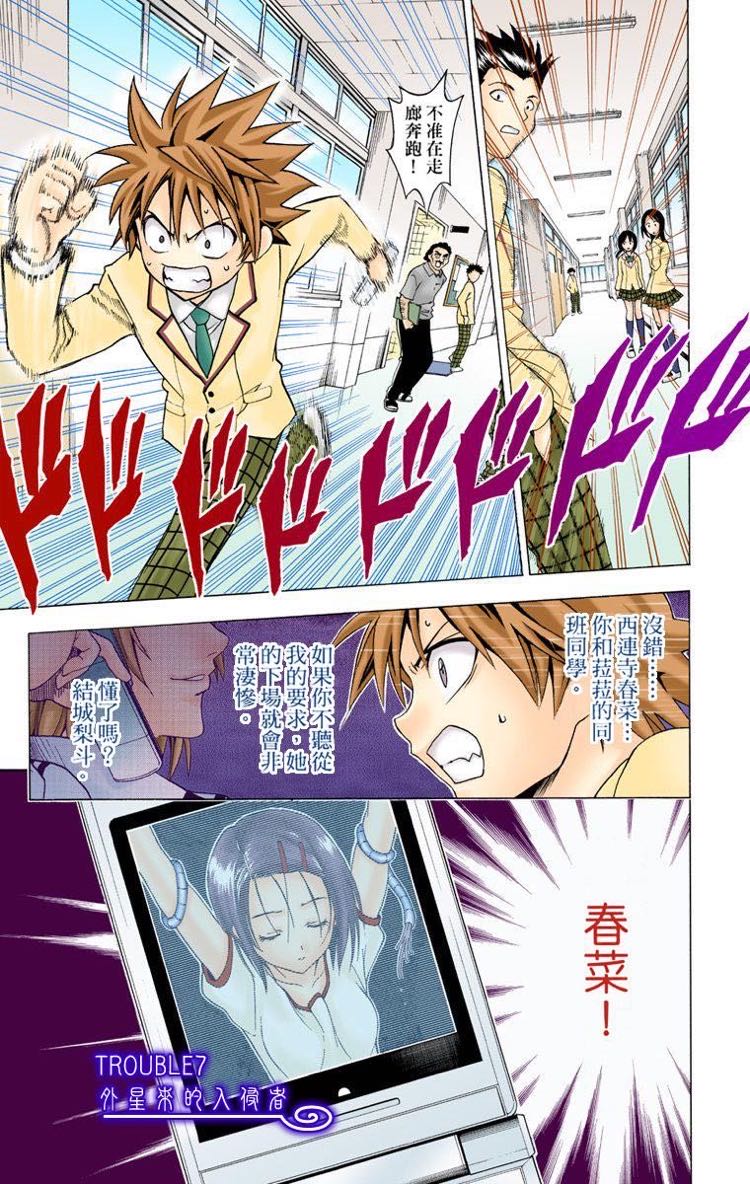 不准在走
廊奔跑！
ドドドドドドド
沒錯……
西連寺春菜…
你和菈菈的同
班同學。
如果你不聽從
我的要求，她
的下場就會非
常淒慘。
懂了嗎？
結城梨斗。
春菜！
TROUBLE7
外星來的入侵者